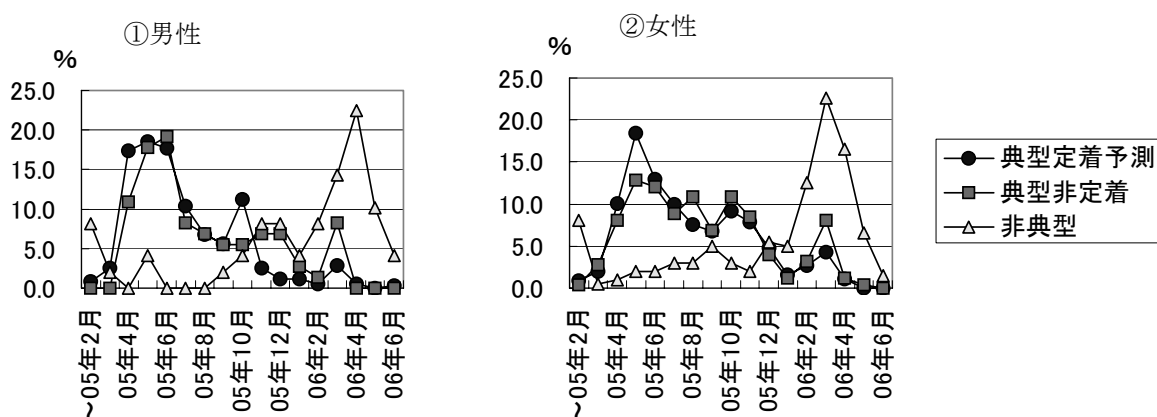 ①男性
%
25.0
20.0
15.0
10.0
5.0
0.0
～05年2月
05年4月
05年6月
05年8月
05年10月
05年12月
06年2月
06年4月
06年6月
②女性
%
25.0
20.0
15.0
10.0
5.0
0.0
～05年2月
05年4月
05年6月
05年8月
05年10月
05年12月
06年2月
06年4月
06年6月
典型定着予測
典型非定着
非典型